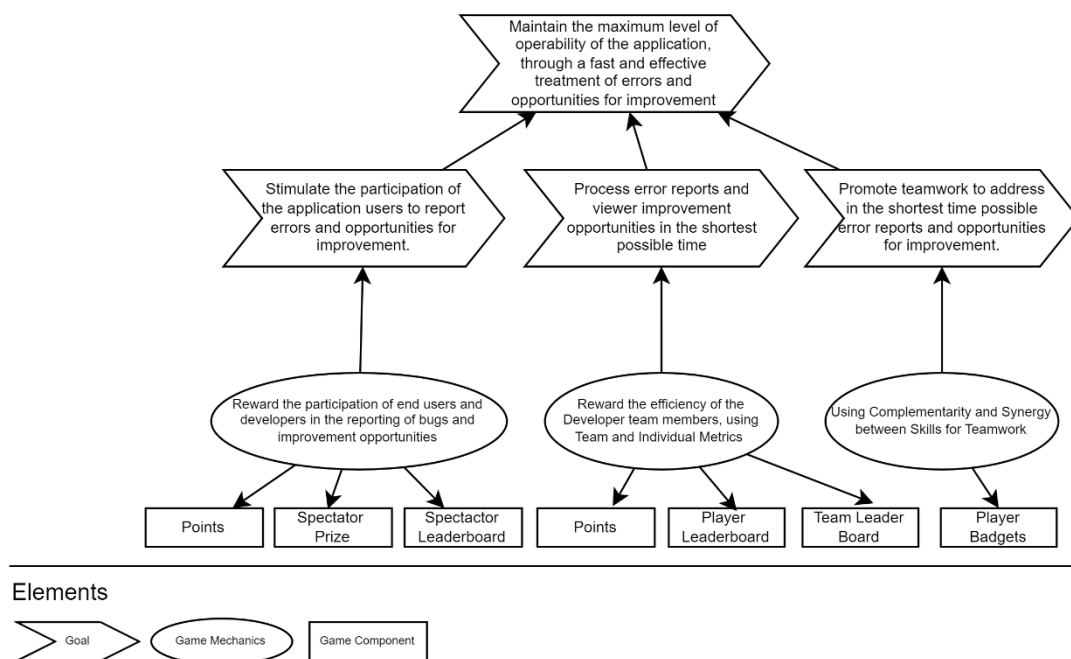 Maintain the maximum level of
operability of the application,
through a fast and effective
treatment of errors and
opportunities for improvement
Stimulate the participation of
the application users to report
errors and opportunities for
improvement.
Process error reports and
viewer improvement
opportunities in the shortest
possible time
Promote teamwork to address
in the shortest time possible
error reports and opportunities
for improvement.
Reward the participation of end users and
developers in the reporting of bugs and
improvement opportunities
Reward the efficiency of the
Developer team members, using
Team and Individual Metrics
Using Complementarity and Synergy
between Skills for Teamwork
Points
Spectator
Prize
Spectactor
Leaderboard
Points
Player
Leaderboard
Team Leader
Board
Player
Badgets
Elements
Goal
Game Mechanics
Game Component